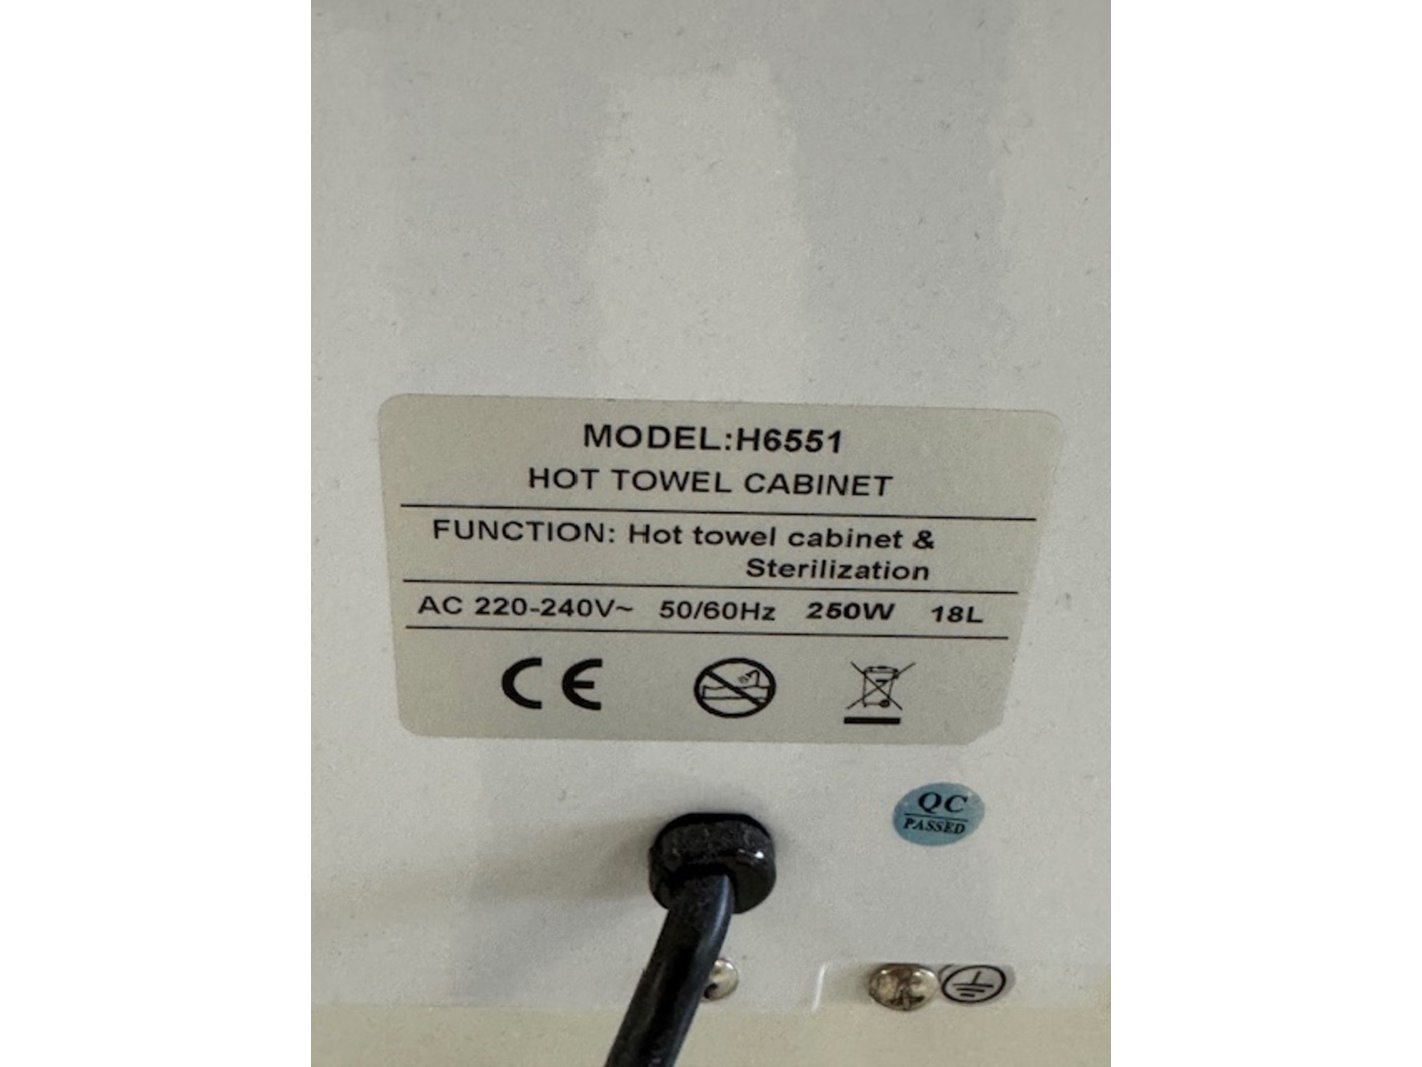 MODEL:H6551
HOT TOWEL CABINET
FUNCTION: Hot towel cabinet &
Sterilization
AC 220-240V~ 50/60Hz 250W 18L
CE
QC
PASSED